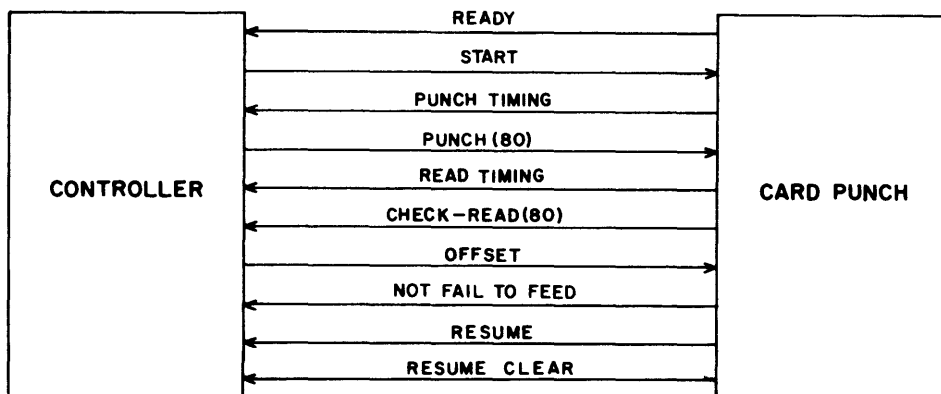 READY
START
PUNCH TIMING
PUNCH (80)
READ TIMING
CONTROLLER
CARD PUNCH
CHECK-READ(80)
OFFSET
NOT FAIL TO FEED
RESUME
RESUME CLEAR